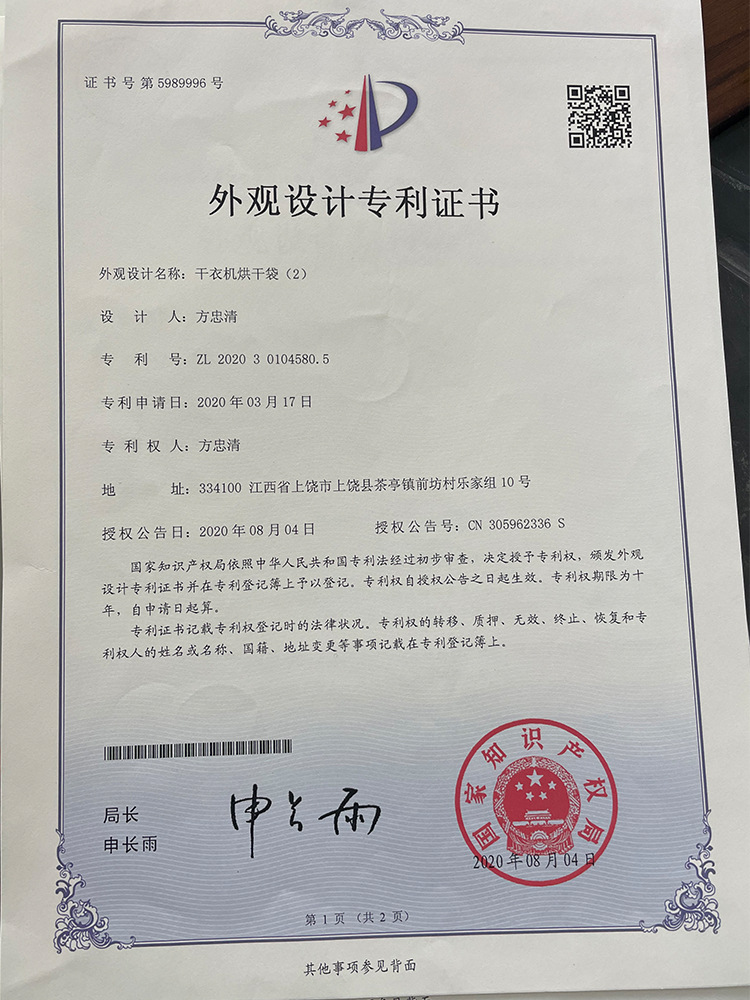 证书号第5989996号
外观设计专利证书
外观设计名称：干衣机烘干袋（2）
设计人：方忠清
专利号：ZL 2020 3 0104580.5
专利申请日：2020年03月17日
专利权人：方忠清
地址：334100 江西省上饶市上饶县茶亭镇前坊村乐家组10号
授权公告日：2020年08月04日 授权公告号：CN 305962336 S
国家知识产权局依照中华人民共和国专利法经过初步审查，决定授予专利权，颁发外观
设计专利证书并在专利登记簿上予以登记。专利权自授权公告之日起生效。专利权期限为十
年，自申请日起算。
专利证书记载专利权登记时的法律状况。专利权的转移、质押、无效、终止、恢复和专
利权人的姓名或名称、国籍、地址变更等事项记载在专利登记簿上。
局长
申长雨
申长雨
国家知识产权局
2020年08月04日
第1页（共2页）
其他事项参见背面